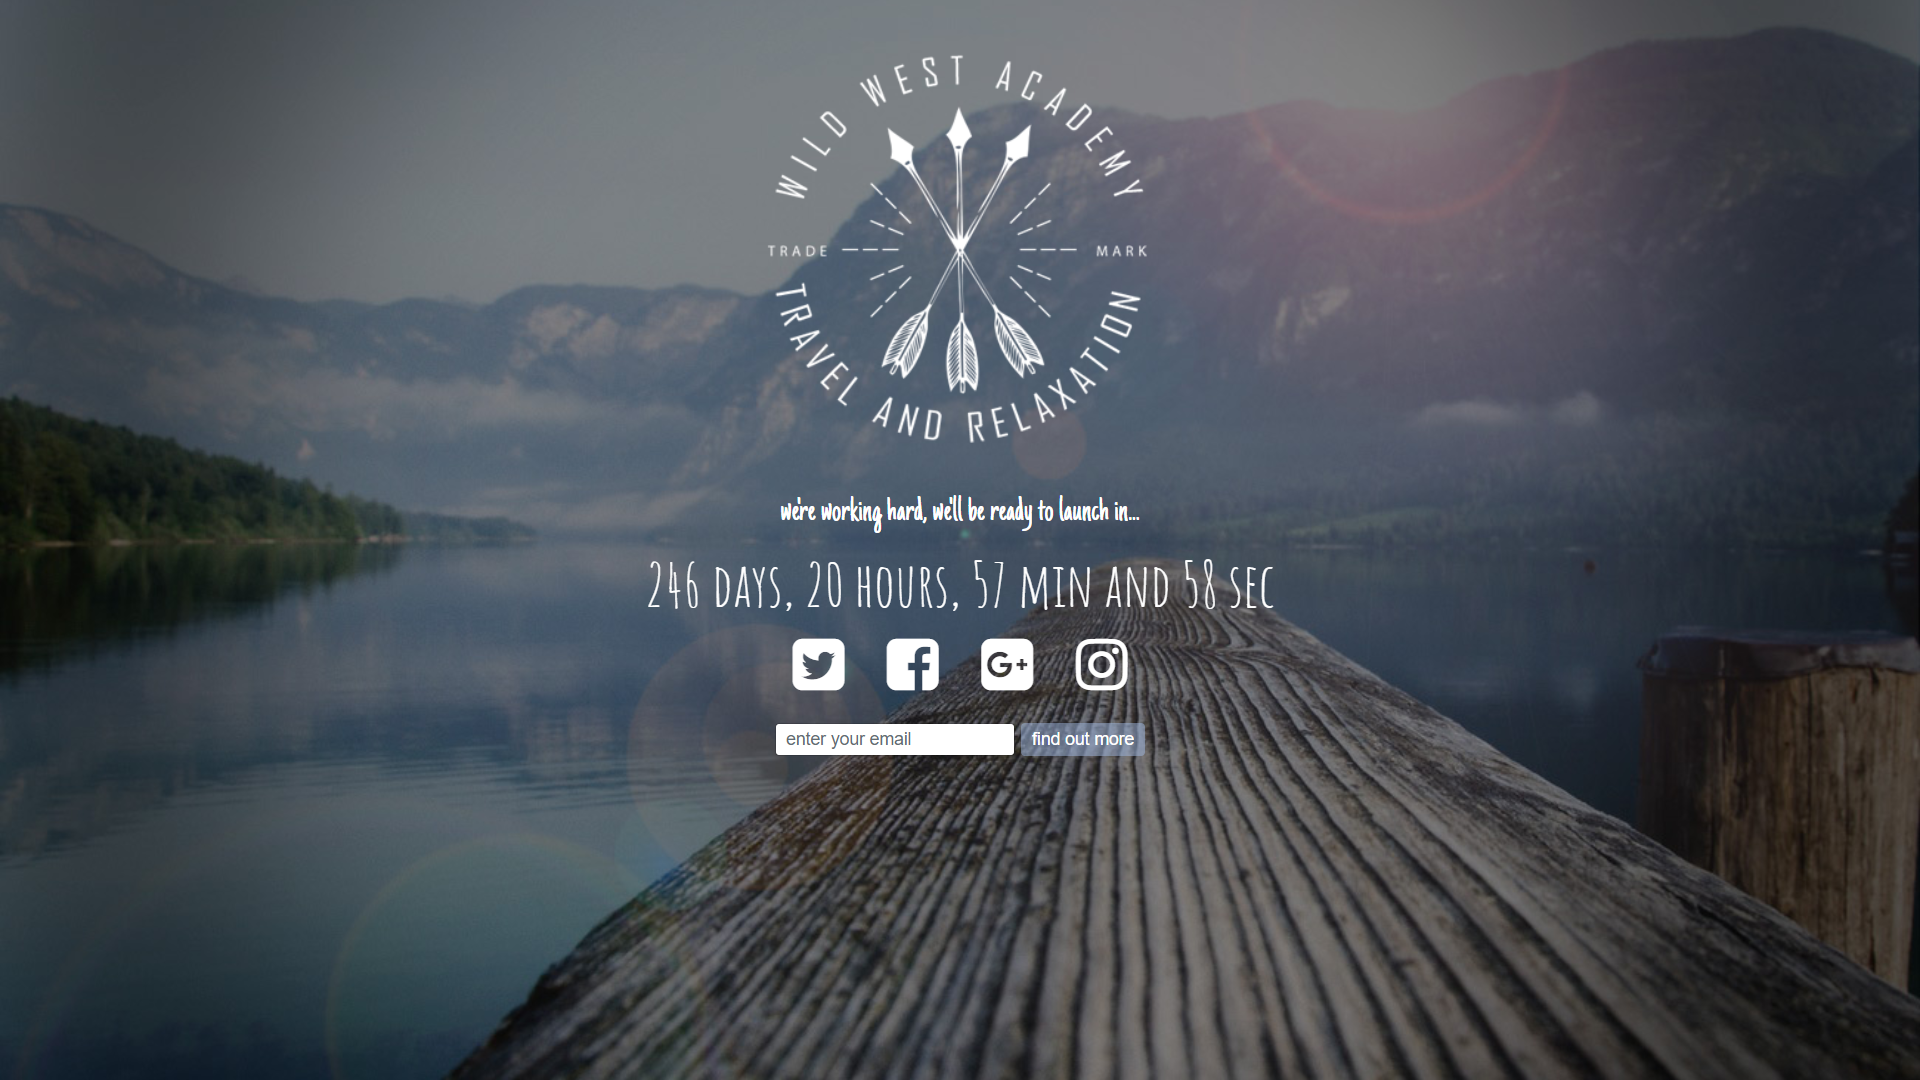 WILD WEST ACADEMY
TRADE MARK
TRAVEL AND RELAXATION
we're working hard, we'll be ready to launch in...
246 DAYS, 20 HOURS, 57 MIN AND 58 SEC
G+
enter your email find out more